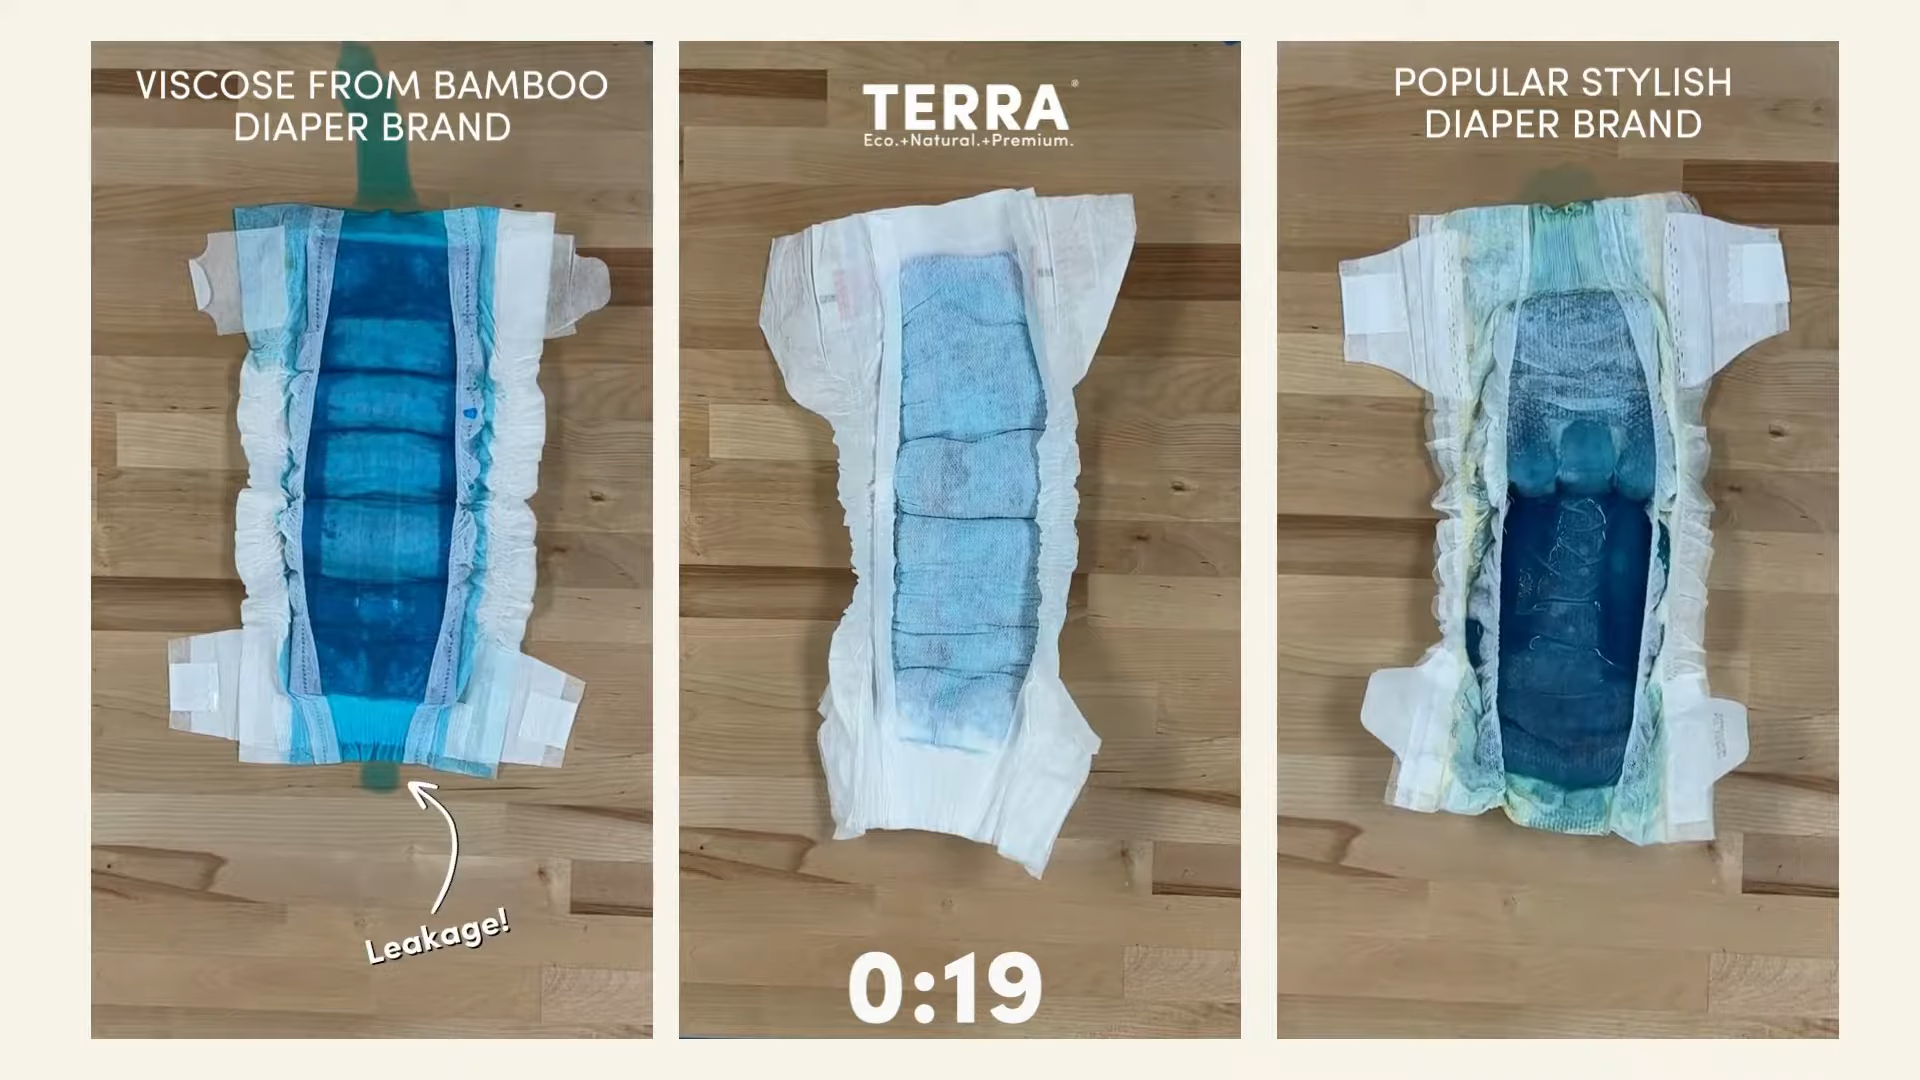 VISCOSE FROM BAMBOO
DIAPER BRAND
Leakage!
TERRA®
Eco.+Natural.+Premium.
0:19
POPULAR STYLISH
DIAPER BRAND